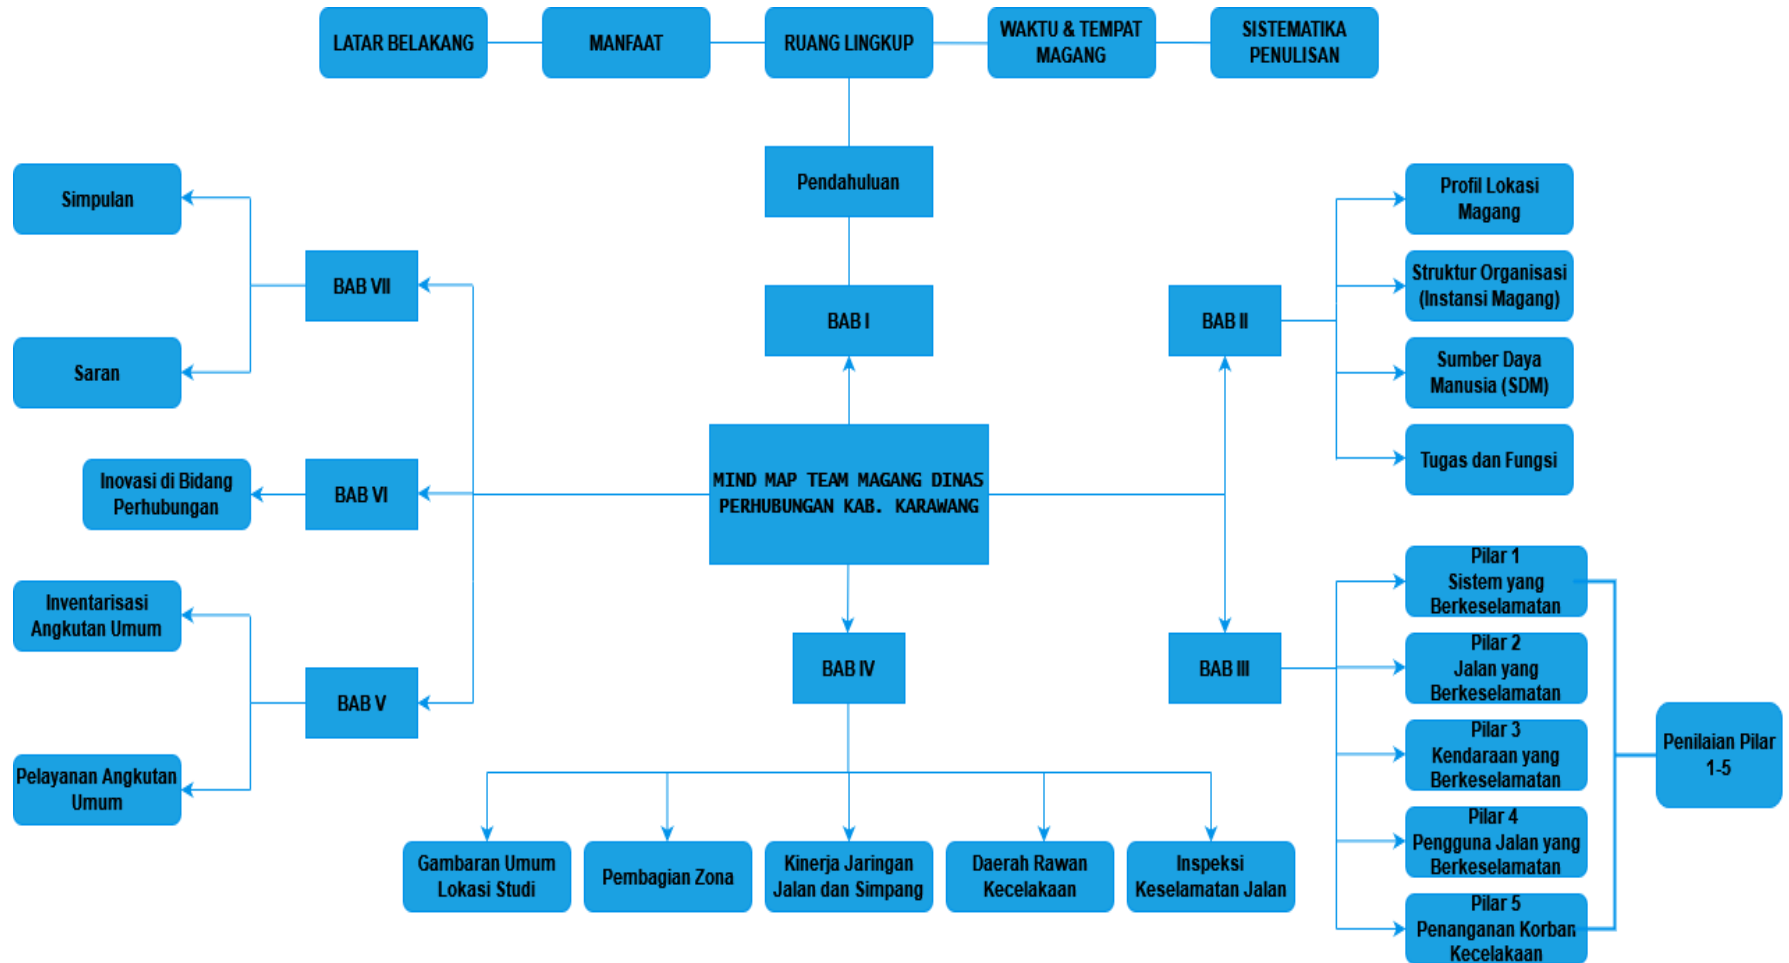 LATAR BELAKANG
MANFAAT
RUANG LINGKUP
WAKTU & TEMPAT
MAGANG
SISTEMATIKA
PENULISAN
Pendahuluan
BAB I
MIND MAP TEAM MAGANG DINAS
PERHUBUNGAN KAB. KARAWANG
BAB II
Profil Lokasi
Magang
Struktur Organisasi
(Instansi Magang)
Sumber Daya
Manusia (SDM)
Tugas dan Fungsi
BAB III
Pilar 1
Sistem yang
Berkeselamatan
Pilar 2
Jalan yang
Berkeselamatan
Pilar 3
Kendaraan yang
Berkeselamatan
Pilar 4
Pengguna Jalan yang
Berkeselamatan
Pilar 5
Penanganan Korban
Kecelakaan
Penilaian Pilar
1-5
BAB IV
Gambaran Umum
Lokasi Studi
Pembagian Zona
Kinerja Jaringan
Jalan dan Simpang
Daerah Rawan
Kecelakaan
Inspeksi
Keselamatan Jalan
BAB V
Inventarisasi
Angkutan Umum
Pelayanan Angkutan
Umum
BAB VI
Inovasi di Bidang
Perhubungan
BAB VII
Simpulan
Saran